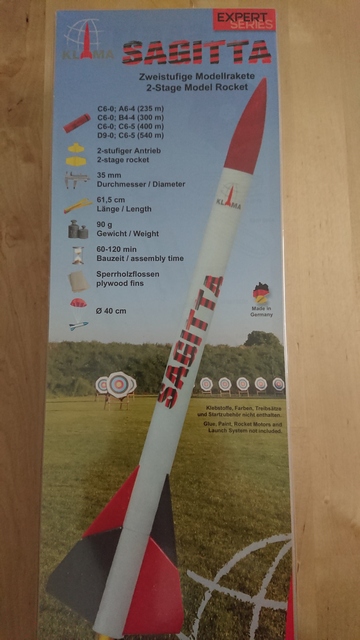 EXPERT
SERIES
KLIMA
SAGITTA
Zweistufige Modellrakete
2-Stage Model Rocket
C6-0; A6-4 (235 m)
C6-0; B4-4 (300 m)
C6-0; C6-5 (400 m)
D9-0; C6-5 (540 m)
2-stufiger Antrieb
2-stage rocket
35 mm
Durchmesser / Diameter
61,5 cm
Länge / Length
90 g
Gewicht / Weight
60-120 min
Bauzeit / assembly time
Sperrholzflossen
plywood fins
Ø 40 cm
KLIMA
SAGITTA
Made in
Germany
Klebstoffe, Farben, Treibsätze
und Startzubehör nicht enthalten.
Glue, Paint, Rocket Motors and
Launch System not included.